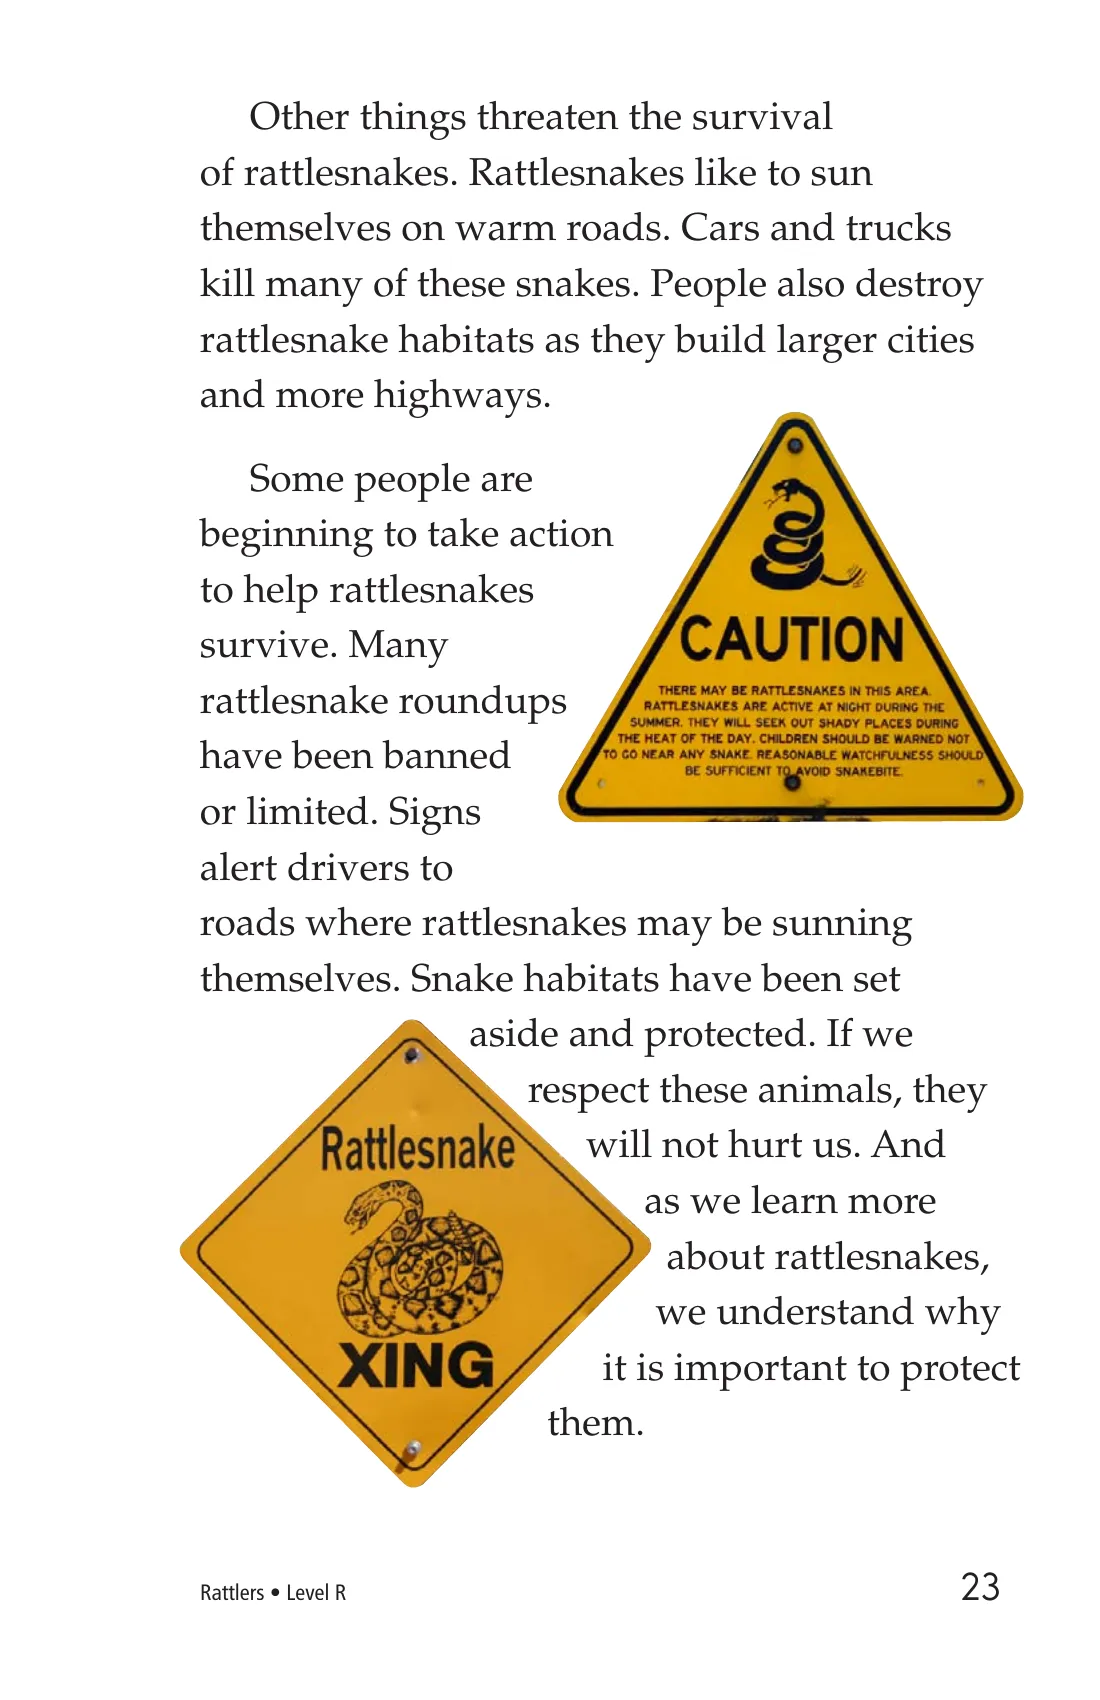 Other things threaten the survival
of rattlesnakes. Rattlesnakes like to sun
themselves on warm roads. Cars and trucks
kill many of these snakes. People also destroy
rattlesnake habitats as they build larger cities
and more highways.
Some people are
beginning to take action
to help rattlesnakes
survive. Many
rattlesnake roundups
have been banned
or limited. Signs
alert drivers to
roads where rattlesnakes may be sunning
themselves. Snake habitats have been set
aside and protected. If we
respect these animals, they
will not hurt us. And
as we learn more
about rattlesnakes,
we understand why
it is important to protect
them.
CAUTION
THERE MAY BE RATTLESNAKES IN THIS AREA.
RATTLESNAKES ARE ACTIVE AT NIGHT DURING THE
SUMMER. THEY WILL SEEK OUT SHADY PLACES DURING
THE HEAT OF THE DAY. CHILDREN SHOULD BE WARNED NOT
TO GO NEAR ANY SNAKE. REASONABLE WATCHFULNESS SHOULD
BE SUFFICIENT TO AVOID SNAKEBITE.
Rattlesnake
XING
Rattlers • Level R
23